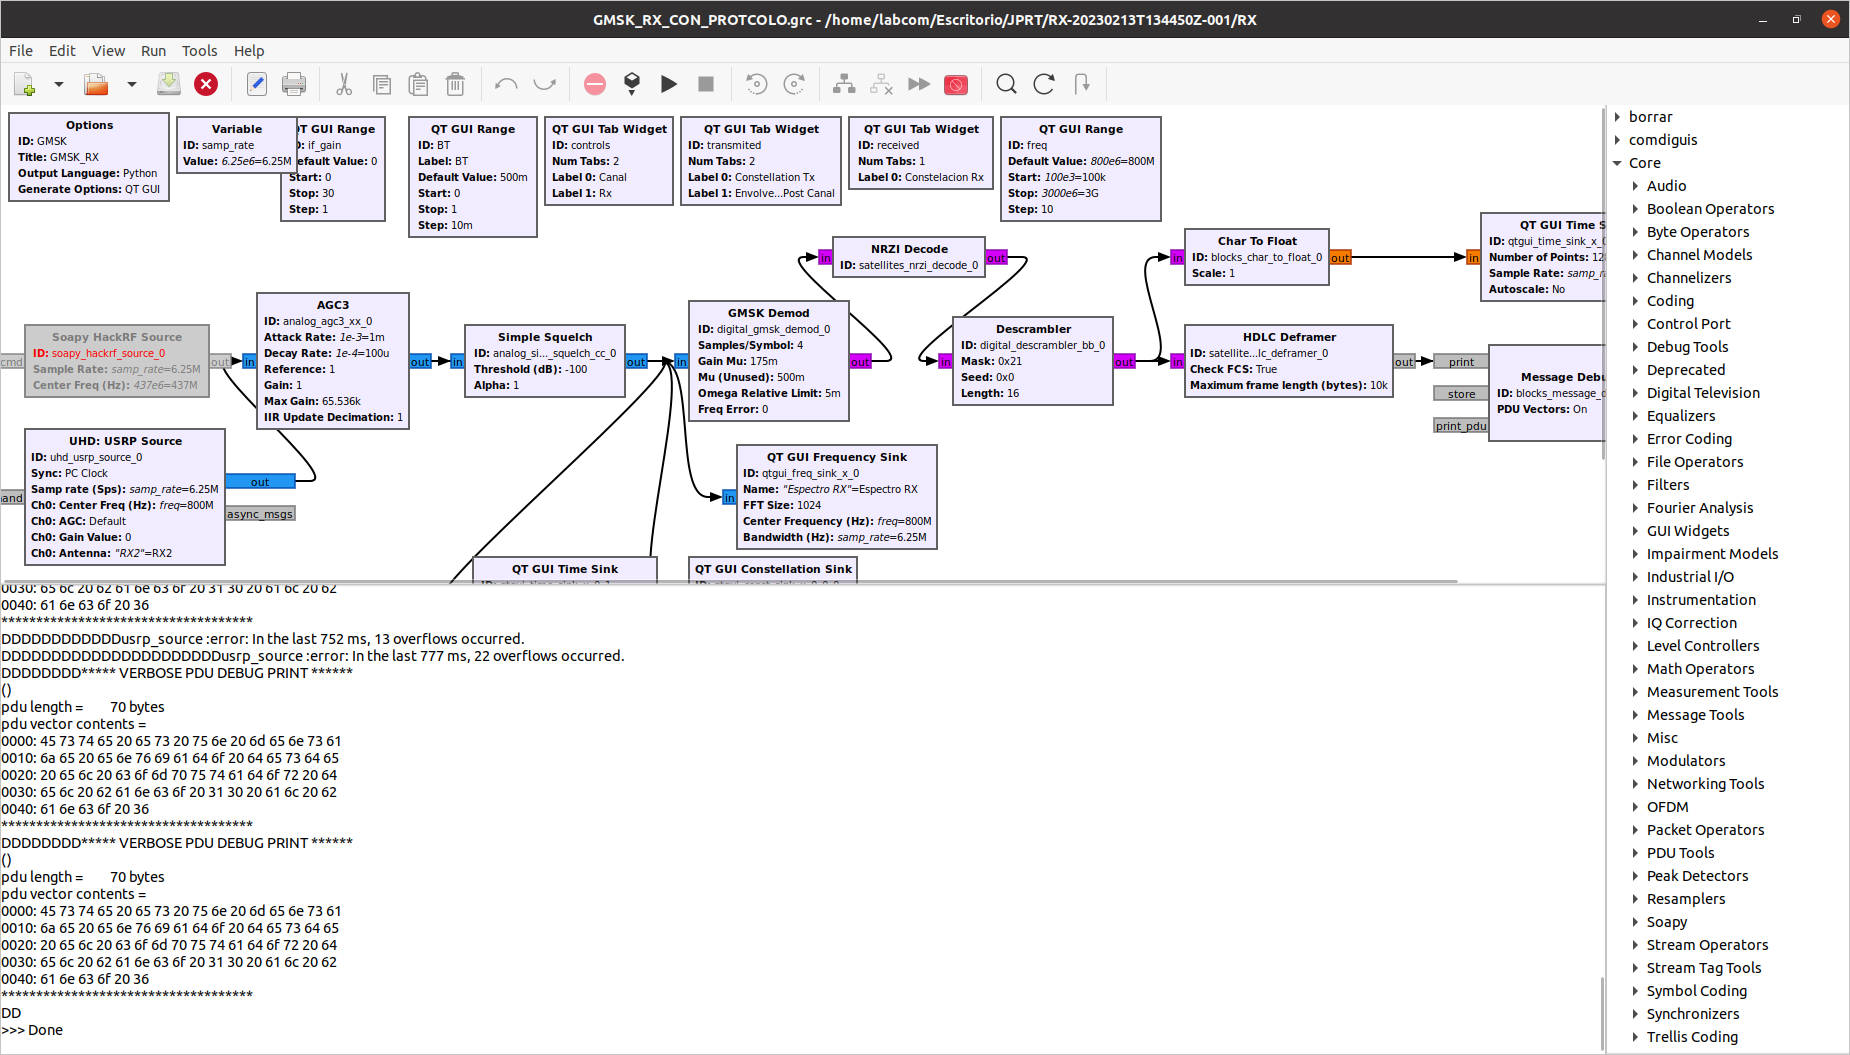 GMSK_RX_CON_PROTCOLO.grc - /home/labcom/Escritorio/JPRT/RX-20230213T134450Z-001/RX
File Edit View Run Tools Help
Options
ID: GMSK
Title: GMSK_RX
Output Language: Python
Generate Options: QT GUI
Variable
ID: samp_rate
Value: 6.25e6=6.25M
QT GUI Range
ID: if_gain
Default Value: 0
Start: 0
Stop: 30
Step: 1
QT GUI Range
ID: BT
Label: BT
Default Value: 500m
Start: 0
Stop: 1
Step: 10m
QT GUI Tab Widget
ID: controls
Num Tabs: 2
Label 0: Canal
Label 1: Rx
QT GUI Tab Widget
ID: transmited
Num Tabs: 2
Label 0: Constellation Tx
Label 1: Envolve...Post Canal
QT GUI Tab Widget
ID: received
Num Tabs: 1
Label 0: Constelacion Rx
QT GUI Range
ID: freq
Default Value: 800e6=800M
Start: 100e3=100k
Stop: 3000e6=3G
Step: 10
in
NRZI Decode
ID: satellites_nrzi_decode_0
out
in
Char To Float
ID: blocks_char_to_float_0
Scale: 1
out
in
QT GUI Time S
ID: qtgui_time_sink_x_0
Number of Points: 12
Sample Rate: samp_r
Autoscale: No
cmd
Soapy HackRF Source
ID: soapy_hackrf_source_0
Sample Rate: samp_rate=6.25M
Center Freq (Hz): 437e6=437M
out
in
AGC3
ID: analog_agc3_xx_0
Attack Rate: 1e-3=1m
Decay Rate: 1e-4=100u
Reference: 1
Gain: 1
Max Gain: 65.536k
IIR Update Decimation: 1
out
in
Simple Squelch
ID: analog_si..._squelch_cc_0
Threshold (dB): -100
Alpha: 1
out
in
GMSK Demod
ID: digital_gmsk_demod_0
Samples/Symbol: 4
Gain Mu: 175m
Mu (Unused): 500m
Omega Relative Limit: 5m
Freq Error: 0
out
in
Descrambler
ID: digital_descrambler_bb_0
Mask: 0x21
Seed: 0x0
Length: 16
out
in
HDLC Deframer
ID: satellite...lc_deframer_0
Check FCS: True
Maximum frame length (bytes): 10k
out
print
store
print_pdu
Message Debu
ID: blocks_message_d
PDU Vectors: On
and
UHD: USRP Source
ID: uhd_usrp_source_0
Sync: PC Clock
Samp rate (Sps): samp_rate=6.25M
Ch0: Center Freq (Hz): freq=800M
Ch0: AGC: Default
Ch0: Gain Value: 0
Ch0: Antenna: "RX2"=RX2
out
async_msgs
in
QT GUI Frequency Sink
ID: qtgui_freq_sink_x_0
Name: "Espectro RX"=Espectro RX
FFT Size: 1024
Center Frequency (Hz): freq=800M
Bandwidth (Hz): samp_rate=6.25M
QT GUI Time Sink
QT GUI Constellation Sink
0030: 65 6c 20 62 61 6e 63 6f 20 31 30 20 61 6c 20 62
0040: 61 6e 63 6f 20 36
***********************************
DDDDDDDDDDDDusrp_source :error: In the last 752 ms, 13 overflows occurred.
DDDDDDDDDDDDDDDDDDDDDDusrp_source :error: In the last 777 ms, 22 overflows occurred.
DDDDDDDD***** VERBOSE PDU DEBUG PRINT ******
()
pdu length = 70 bytes
pdu vector contents =
0000: 45 73 74 65 20 65 73 20 75 6e 20 6d 65 6e 73 61
0010: 6a 65 20 65 6e 76 69 61 64 6f 20 64 65 73 64 65
0020: 20 65 6c 20 63 6f 6d 70 75 74 61 64 6f 72 20 64
0030: 65 6c 20 62 61 6e 63 6f 20 31 30 20 61 6c 20 62
0040: 61 6e 63 6f 20 36
***********************************
DDDDDDDD***** VERBOSE PDU DEBUG PRINT ******
()
pdu length = 70 bytes
pdu vector contents =
0000: 45 73 74 65 20 65 73 20 75 6e 20 6d 65 6e 73 61
0010: 6a 65 20 65 6e 76 69 61 64 6f 20 64 65 73 64 65
0020: 20 65 6c 20 63 6f 6d 70 75 74 61 64 6f 72 20 64
0030: 65 6c 20 62 61 6e 63 6f 20 31 30 20 61 6c 20 62
0040: 61 6e 63 6f 20 36
***********************************
DD
>>> Done
borrar
comdiguis
Core
Audio
Boolean Operators
Byte Operators
Channel Models
Channelizers
Coding
Control Port
Debug Tools
Deprecated
Digital Television
Equalizers
Error Coding
File Operators
Filters
Fourier Analysis
GUI Widgets
Impairment Models
Industrial I/O
Instrumentation
IQ Correction
Level Controllers
Math Operators
Measurement Tools
Message Tools
Misc
Modulators
Networking Tools
OFDM
Packet Operators
PDU Tools
Peak Detectors
Resamplers
Soapy
Stream Operators
Stream Tag Tools
Symbol Coding
Synchronizers
Trellis Coding